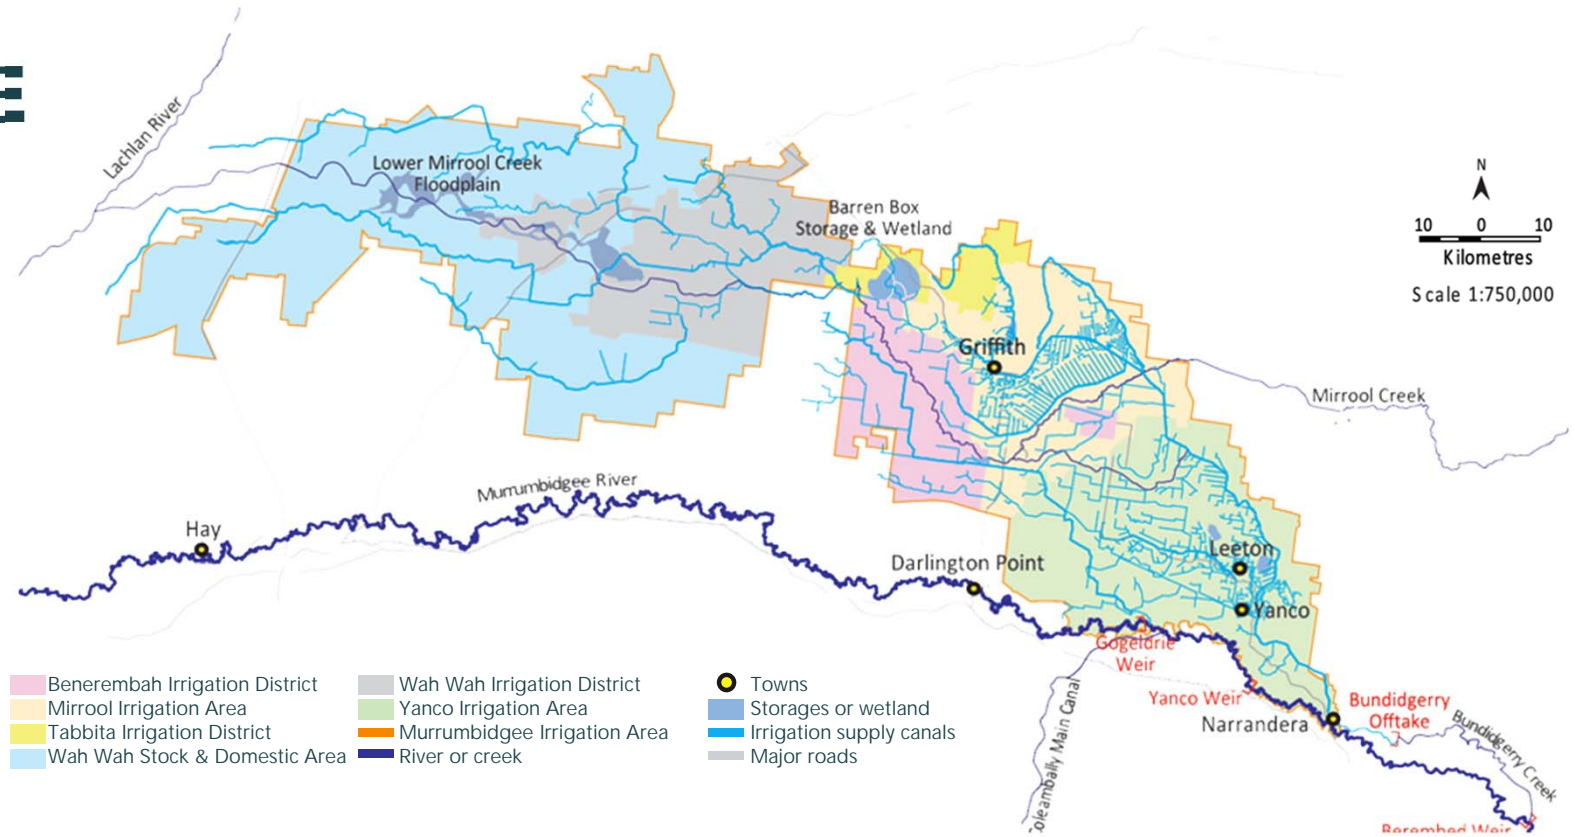 Lachlan River
Lower Mirrool Creek
Floodplain
Barren Box
Storage & Wetland
N
10 0 10
Kilometres
Scale 1:750,000
Griffith
Mirrool Creek
Murrumbidgee River
Hay
Darlington Point
Leeton
Yanco
Gogeldrie
Weir
Yanco Weir
Narrandera
Bundidgerry
Offtake
Bundidgerry Creek
Coleambally Main Canal
Berembed Weir
Benerembah Irrigation District
Mirrool Irrigation Area
Tabbita Irrigation District
Wah Wah Stock & Domestic Area
Wah Wah Irrigation District
Yanco Irrigation Area
Murrumbidgee Irrigation Area
River or creek
Towns
Storages or wetland
Irrigation supply canals
Major roads